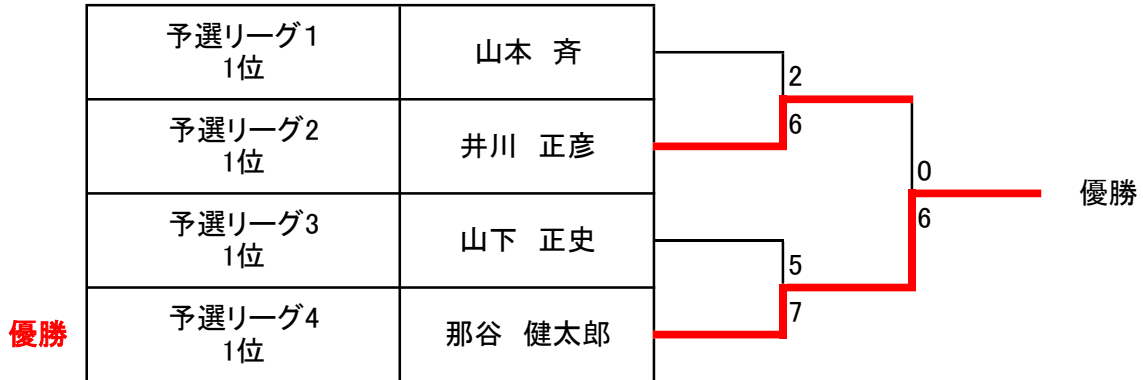 予選リーグ1
1位
山本 斉
2
予選リーグ2
1位
井川 正彦
6
0
優勝
6
予選リーグ3
1位
山下 正史
5
優勝
予選リーグ4
1位
那谷 健太郎
7